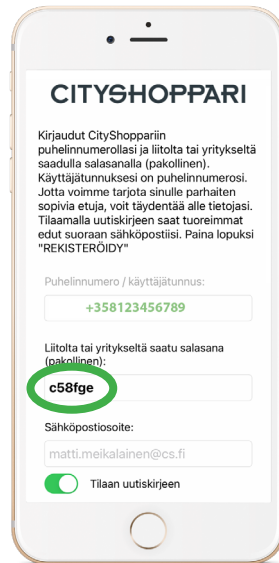 CITYSHOPPARI
Kirjaudut CityShoppariin
puhelinnumerollasi ja liitolta tai yritykseltä
saadulla salasanalla (pakollinen).
Käyttäjätunnuksesi on puhelinnumerosi.
Jotta voimme tarjota sinulle parhaiten
sopivia etuja, voit täydentää alle tietojasi.
Tilaamalla uutiskirjeen saat tuoreimmat
edut suoraan sähköpostiisi. Paina lopuksi
"REKISTERÖIDY"
Puhelinnumero / käyttäjätunnus:
+358123456789
Liitolta tai yritykseltä saatu salasana
(pakollinen):
c58fge
Sähköpostiosoite:
matti.meikalainen@cs.fi
Tilaan uutiskirjeen